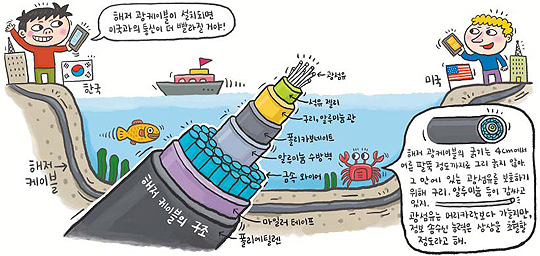 해저 광케이블이 설치되면
미국과의 통신이 더 빨라질 거야!
한국
미국
광섬유
석유 젤리
구리, 알루미늄 관
폴리카보네이트
알루미늄 수방벽
금속 와이어
마일러 테이프
폴리에틸렌
해저 케이블의 구조
해저
케이블
해저 광케이블의 굵기는 4cm에서
어른 팔뚝 정도까지로 그리 굵지 않아.
그 안에 있는 광섬유를 보호하기
위해 구리, 알루미늄 등이 감싸고
있지.
광섬유는 머리카락보다 가늘지만,
정보 송수신 능력은 상상을 초월할
정도라고 해.